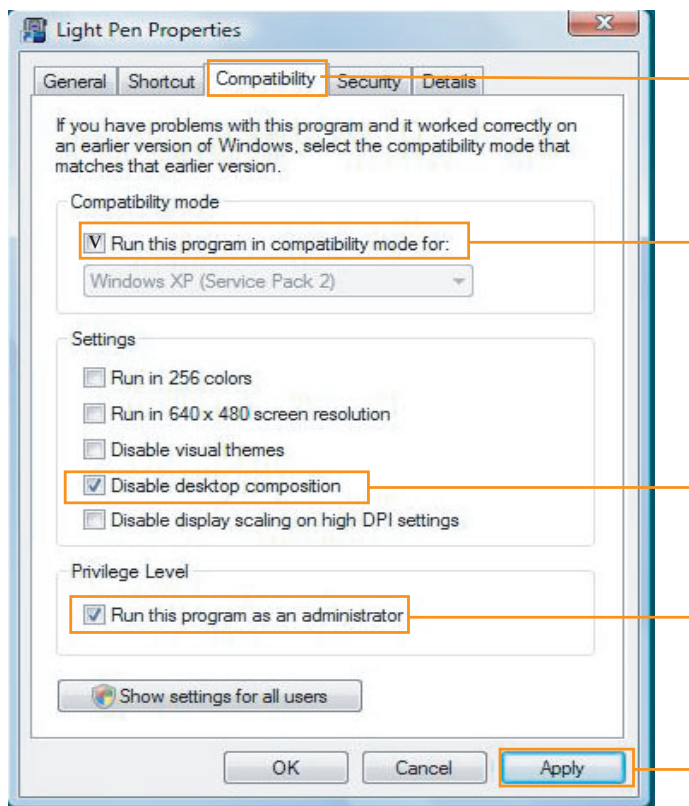 Light Pen Properties
General Shortcut Compatibility Security Details
If you have problems with this program and it worked correctly on
an earlier version of Windows, select the compatibility mode that
matches that earlier version.
Compatibility mode
V Run this program in compatibility mode for:
Windows XP (Service Pack 2)
Settings
Run in 256 colors
Run in 640 x 480 screen resolution
Disable visual themes
Disable desktop composition
Disable display scaling on high DPI settings
Privilege Level
Run this program as an administrator
Show settings for all users
OK Cancel Apply